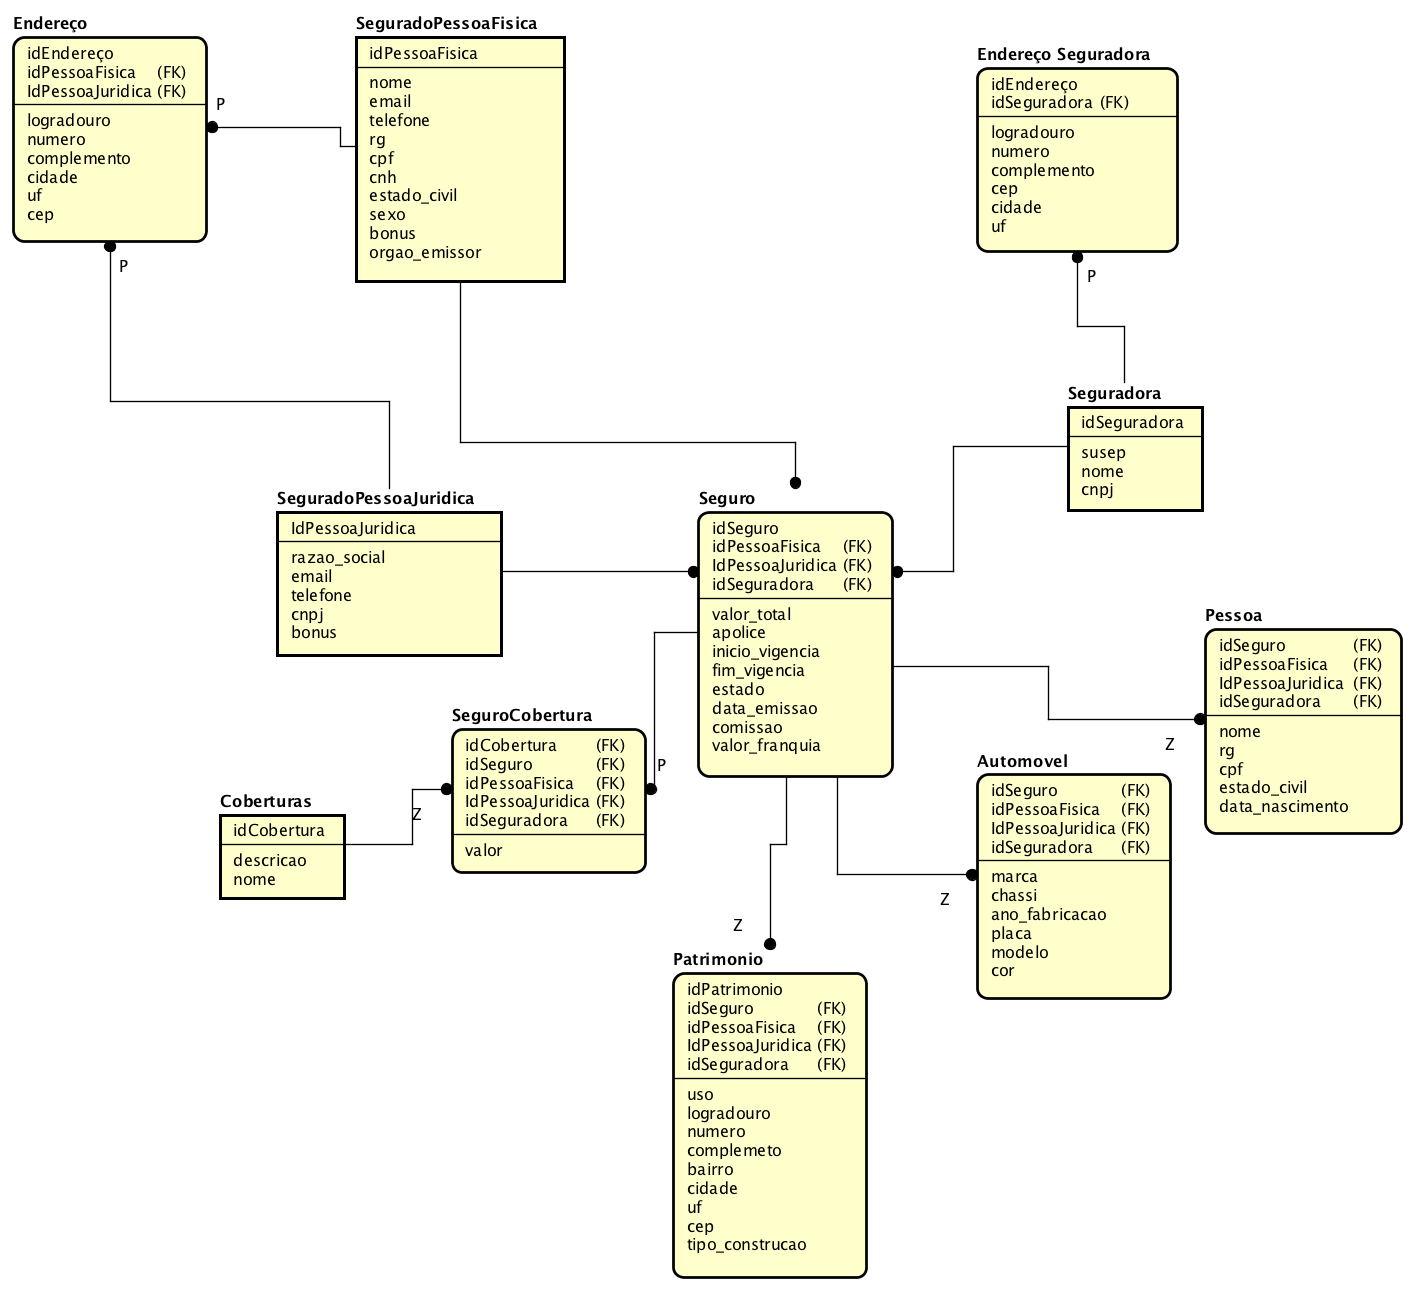 Endereço
idEndereço
idPessoaFisica (FK)
IdPessoaJuridica (FK)
logradouro
numero
complemento
cidade
uf
cep
P
P
SeguradoPessoaFisica
idPessoaFisica
nome
email
telefone
rg
cpf
cnh
estado_civil
sexo
bonus
orgao_emissor
Endereço Seguradora
idEndereço
idSeguradora (FK)
logradouro
numero
complemento
cep
cidade
uf
P
Seguradora
idSeguradora
susep
nome
cnpj
SeguradoPessoaJuridica
IdPessoaJuridica
razao_social
email
telefone
cnpj
bonus
Seguro
idSeguro
idPessoaFisica (FK)
IdPessoaJuridica (FK)
idSeguradora (FK)
valor_total
apolice
inicio_vigencia
fim_vigencia
estado
data_emissao
comissao
valor_franquia
Pessoa
idSeguro (FK)
idPessoaFisica (FK)
IdPessoaJuridica (FK)
idSeguradora (FK)
nome
rg
cpf
estado_civil
data_nascimento
Z
SeguroCobertura
idCobertura (FK)
idSeguro (FK)
idPessoaFisica (FK)
IdPessoaJuridica (FK)
idSeguradora (FK)
valor
P
Z
Coberturas
idCobertura
descricao
nome
Automovel
idSeguro (FK)
idPessoaFisica (FK)
IdPessoaJuridica (FK)
idSeguradora (FK)
marca
chassi
ano_fabricacao
placa
modelo
cor
Z
Z
Patrimonio
idPatrimonio
idSeguro (FK)
idPessoaFisica (FK)
IdPessoaJuridica (FK)
idSeguradora (FK)
uso
logradouro
numero
complemeto
bairro
cidade
uf
cep
tipo_construcao